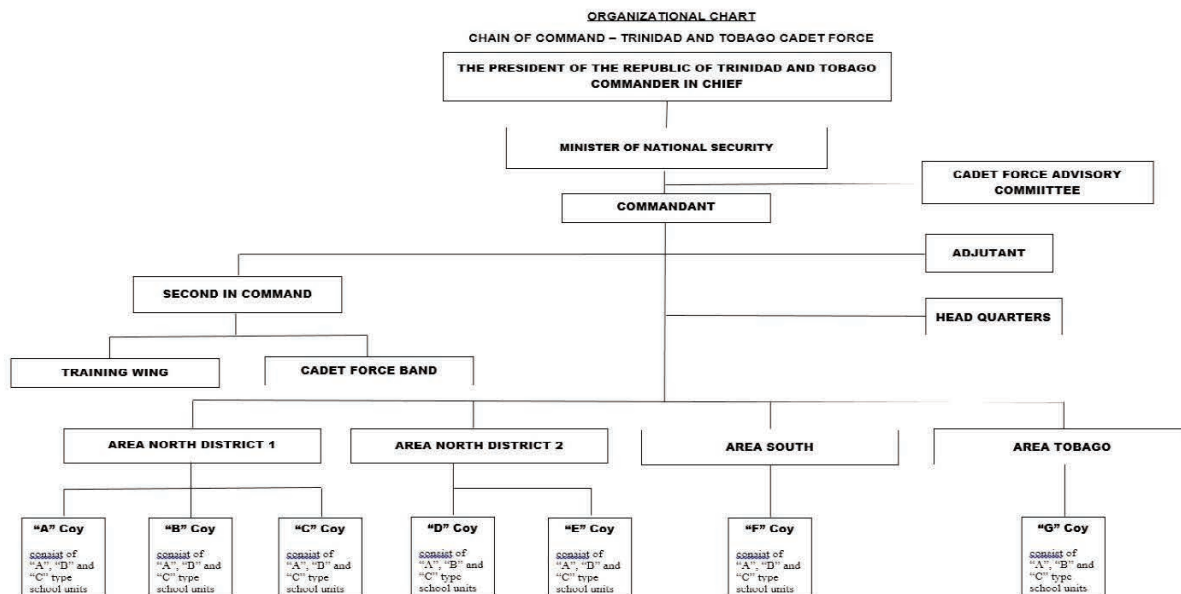 ORGANIZATIONAL CHART
CHAIN OF COMMAND – TRINIDAD AND TOBAGO CADET FORCE
THE PRESIDENT OF THE REPUBLIC OF TRINIDAD AND TOBAGO
COMMANDER IN CHIEF
MINISTER OF NATIONAL SECURITY
CADET FORCE ADVISORY
COMMIITTEE
COMMANDANT
ADJUTANT
SECOND IN COMMAND
HEAD QUARTERS
TRAINING WING
CADET FORCE BAND
AREA NORTH DISTRICT 1
AREA NORTH DISTRICT 2
AREA SOUTH
AREA TOBAGO
“A” Coy
consist of
“A”, “B” and
“C” type
school units
“B” Coy
consist of
“A”, “B” and
“C” type
school units
“C” Coy
consist of
“A”, “B” and
“C” type
school units
“D” Coy
consist of
“A”, “B” and
“C” type
school units
“E” Coy
consist of
“A”, “B” and
“C” type
school units
“F” Coy
consist of
“A”, “B” and
“C” type
school units
“G” Coy
consist of
“A”, “B” and
“C” type
school units